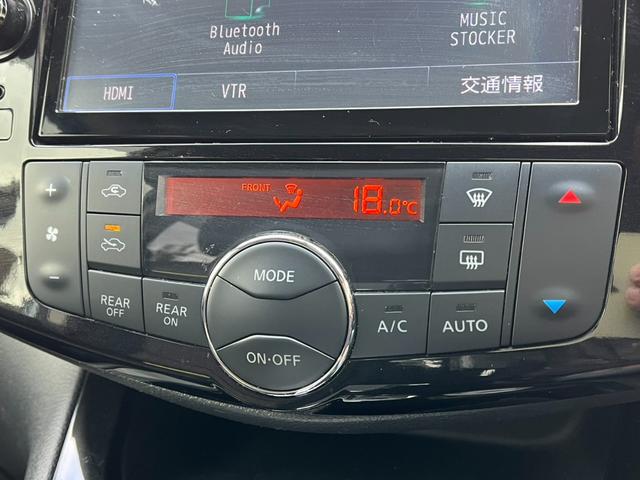 Bluetooth
Audio
MUSIC
STOCKER
HDMI
VTR
交通情報
FRONT
18.0℃
+
−
REAR
OFF
REAR
ON
MODE
ON·OFF
A/C
AUTO